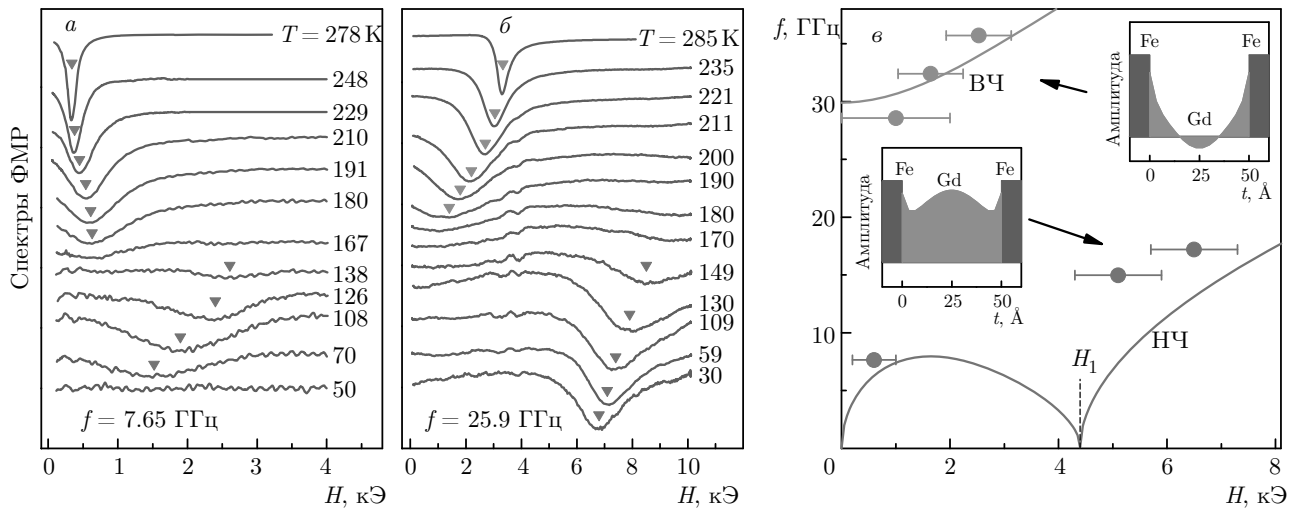 Спектры ФМР
а
T = 278 К
248
229
210
191
180
167
138
126
108
70
50
f = 7.65 ГГц
0 1 2 3 4
H, кЭ
б
T = 285 К
235
221
211
200
190
180
170
149
130
109
59
30
f = 25.9 ГГц
0 2 4 6 8 10
H, кЭ
f, ГГц
в
30
20
10
0
ВЧ
НЧ
H1
0 2 4 6 8
H, кЭ
Амплитуда
Fe Fe
Gd
0 25 50
t, Å
Амплитуда
Fe Fe
Gd
0 25 50
t, Å